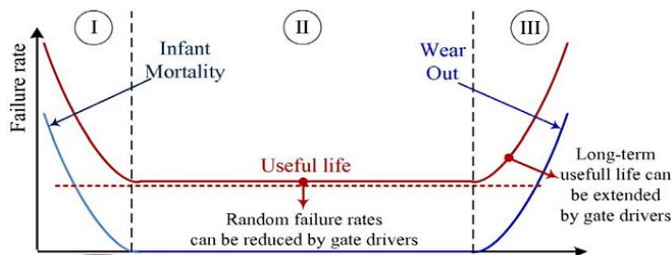 I
II
III
Failure rate
Infant
Mortality
Wear
Out
Useful life
Random failure rates
can be reduced by gate drivers
Long-term
usefull life can
be extended
by gate drivers